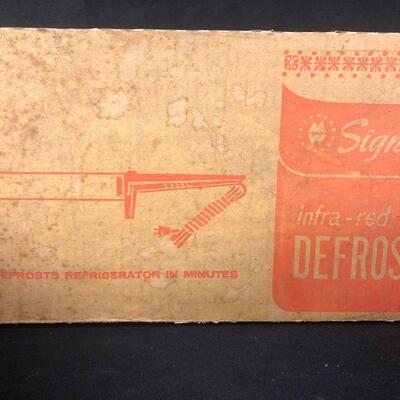 Sign
infra-red
DEFROS
EFROSTS REFRIGERATOR IN MINUTES